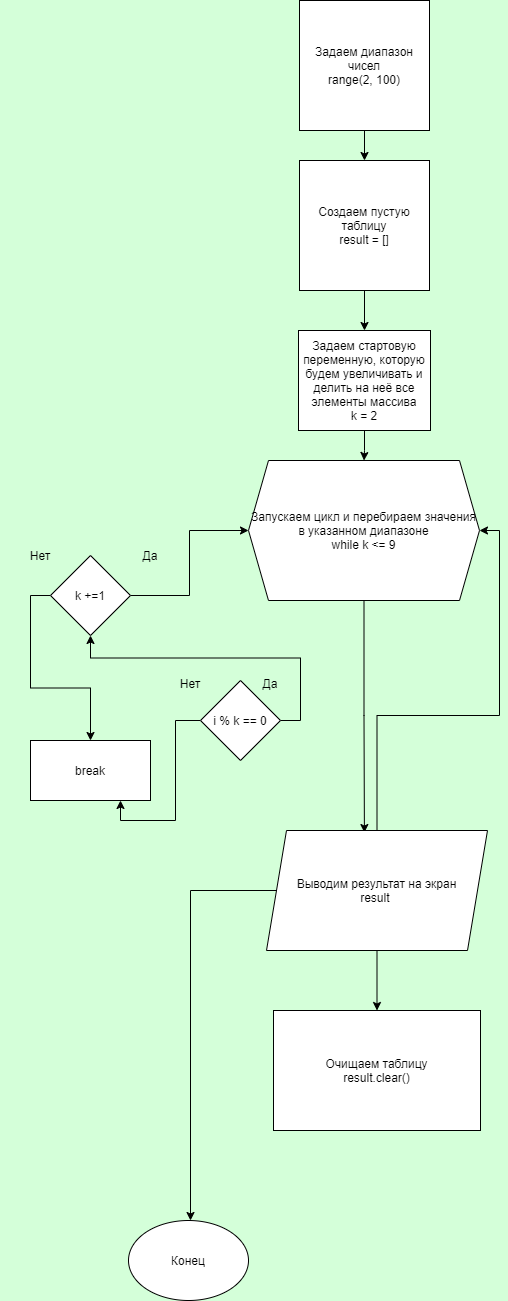 Задаем диапазон
чисел
range(2, 100)
Создаем пустую
таблицу
result = []
Задаем стартовую
переменную, которую
будем увеличивать и
делить на неё все
элементы массива
k = 2
Запускаем цикл и перебираем значения
в указанном диапазоне
while k <= 9
Нет
Да
k +=1
Нет
Да
i % k == 0
break
Выводим результат на экран
result
Очищаем таблицу
result.clear()
Конец